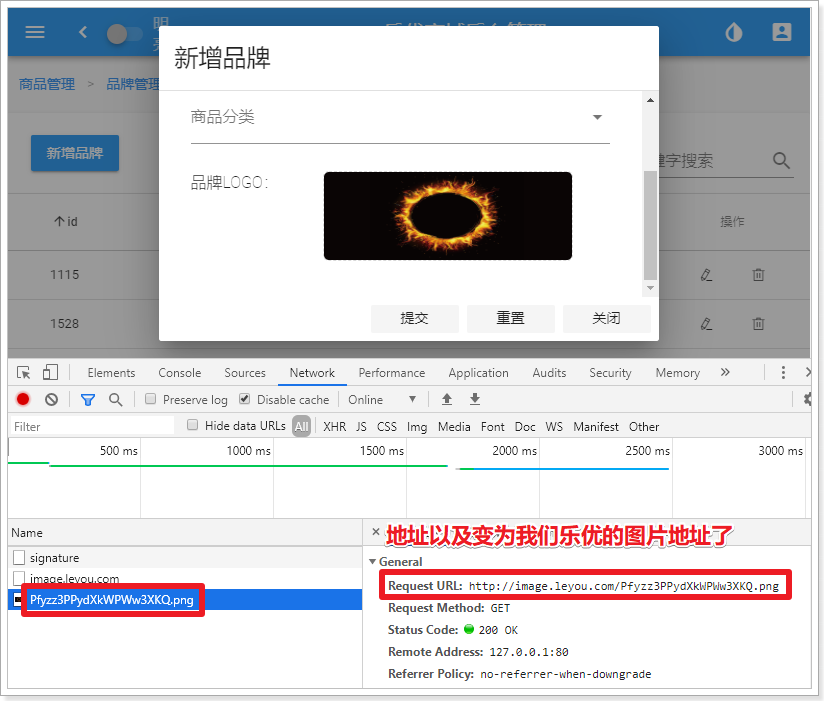 明
新增品牌
商品管理 > 品牌管理
商品分类
新增品牌
键字搜索
品牌LOGO：
id
操作
1115
1528
提交
重置
关闭
Elements Console Sources Network Performance Application Audits Security Memory »
Preserve log Disable cache Online
Filter
Hide data URLs All XHR JS CSS Img Media Font Doc WS Manifest Other
500 ms 1000 ms 1500 ms 2000 ms 2500 ms 3000 ms
Name
× 地址以及变为我们乐优的图片地址了
signature
General
image.leyou.com
Request URL: http://image.leyou.com/Pfyzz3PPydXkWPWw3XKQ.png
Pfyzz3PPydXkWPWw3XKQ.png
Request Method: GET
Status Code: 200 OK
Remote Address: 127.0.0.1:80
Referrer Policy: no-referrer-when-downgrade